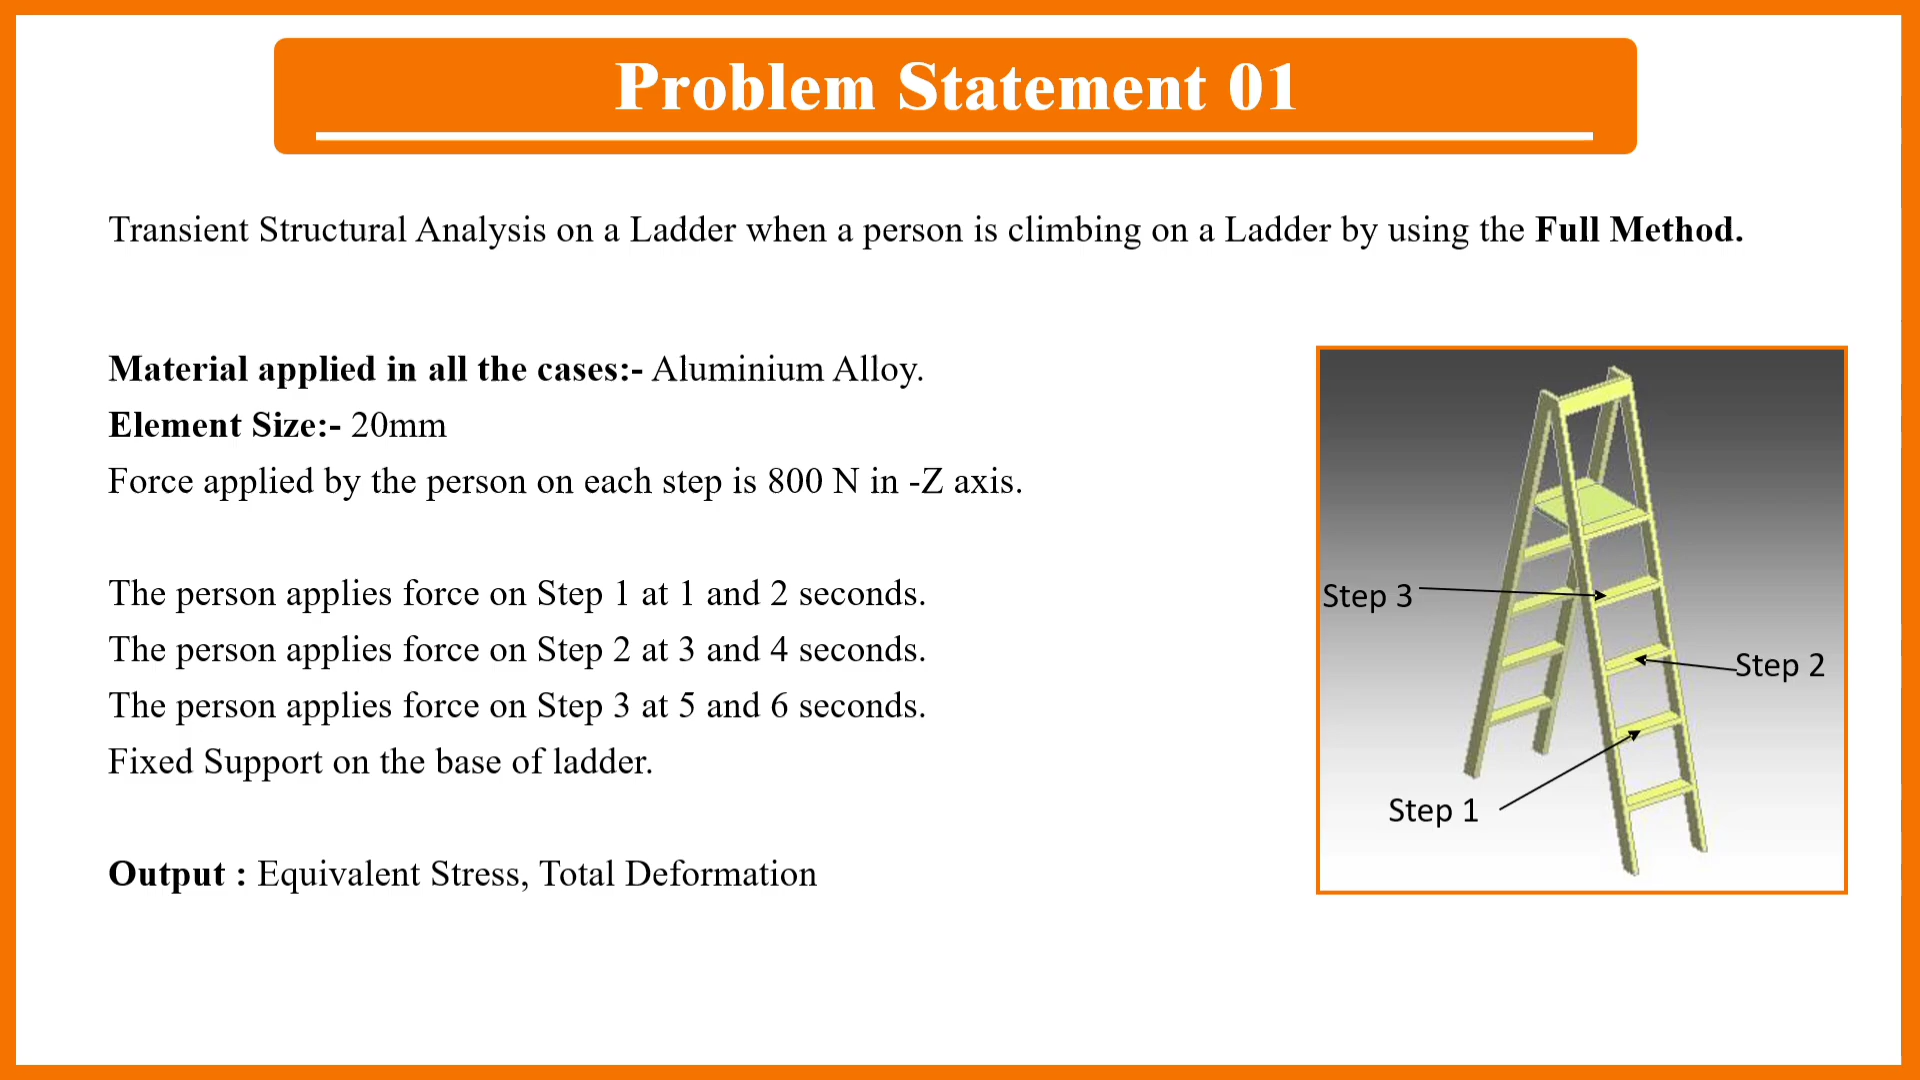 Problem Statement 01
Transient Structural Analysis on a Ladder when a person is climbing on a Ladder by using the Full Method.
Material applied in all the cases:- Aluminium Alloy.
Element Size:- 20mm
Force applied by the person on each step is 800 N in -Z axis.
The person applies force on Step 1 at 1 and 2 seconds.
The person applies force on Step 2 at 3 and 4 seconds.
The person applies force on Step 3 at 5 and 6 seconds.
Fixed Support on the base of ladder.
Output : Equivalent Stress, Total Deformation
Step 3
Step 2
Step 1